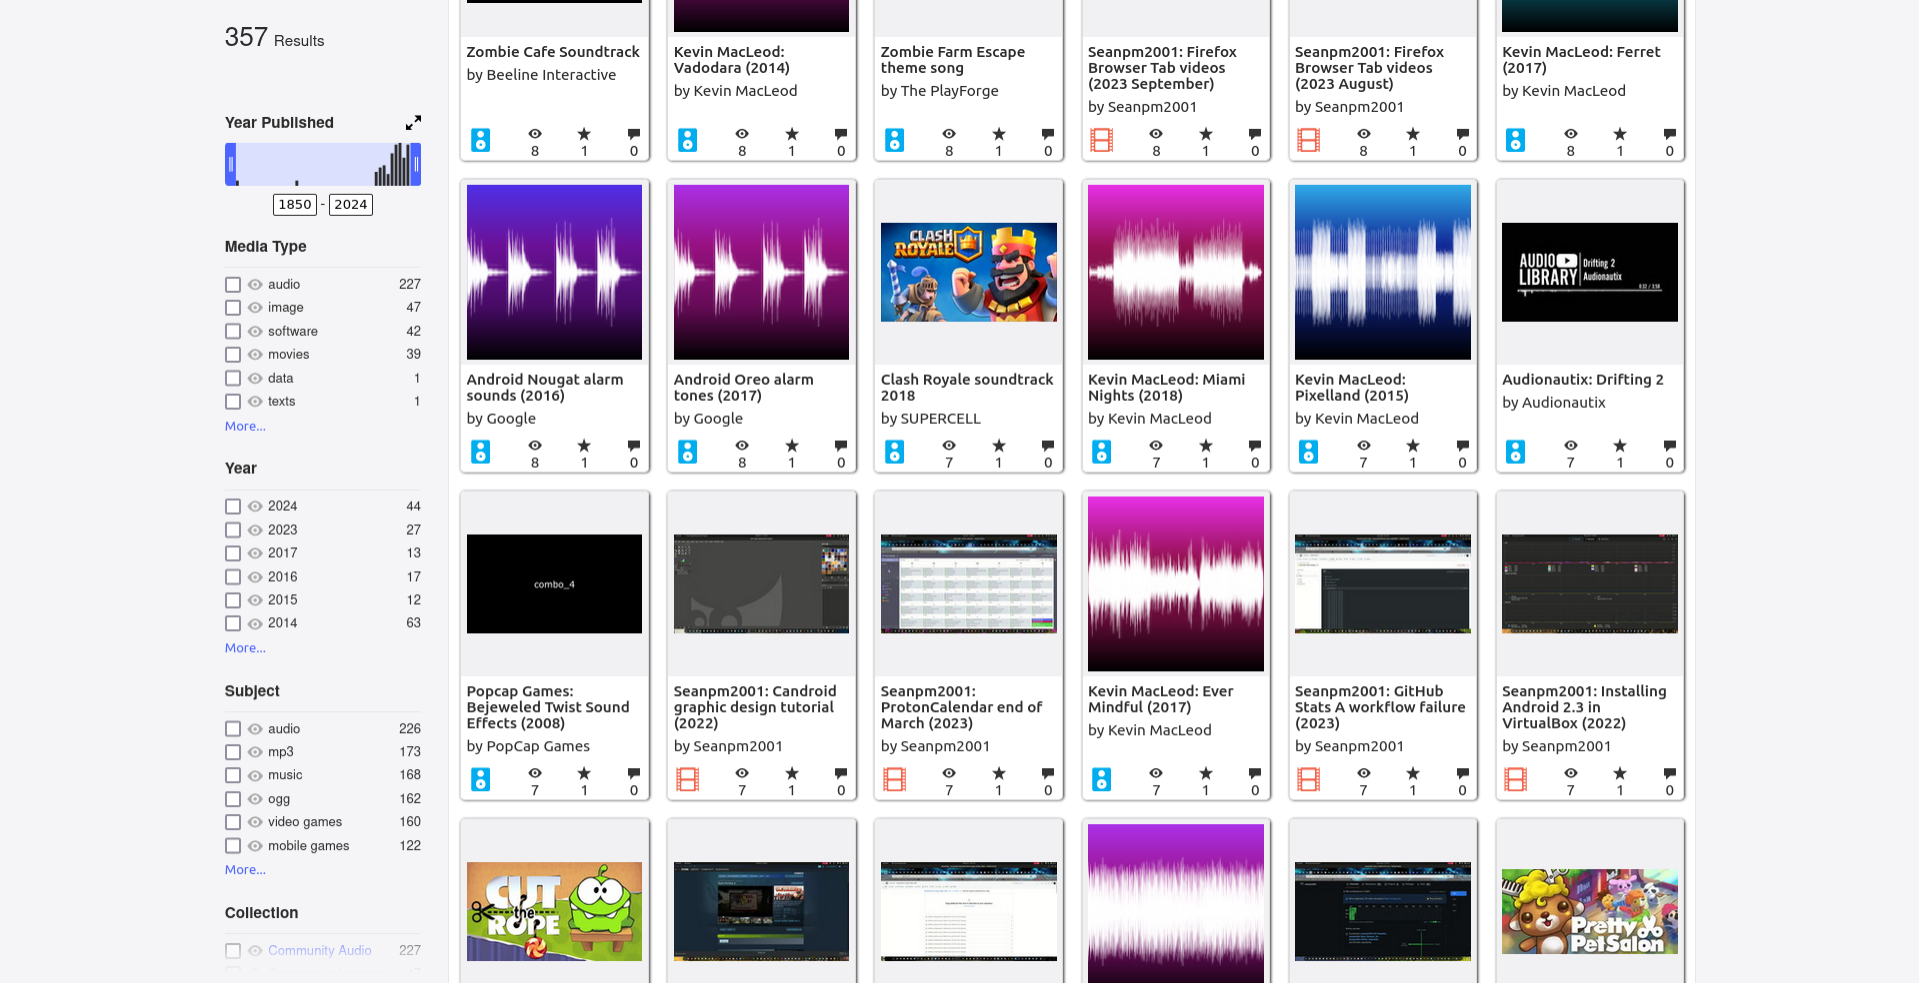 357 Results
Year Published
1850 - 2024
Media Type
audio 227
image 47
software 42
movies 39
data 1
texts 1
More...
Year
2024 44
2023 27
2017 13
2016 17
2015 12
2014 63
More...
Subject
audio 226
mp3 173
music 168
ogg 162
video games 160
mobile games 122
More...
Collection
Community Audio 227
Zombie Cafe Soundtrack
by Beeline Interactive
8 1 0
Kevin MacLeod:
Vadodara (2014)
by Kevin MacLeod
8 1 0
Zombie Farm Escape
theme song
by The PlayForge
8 1 0
Seanpm2001: Firefox
Browser Tab videos
(2023 September)
by Seanpm2001
8 1 0
Seanpm2001: Firefox
Browser Tab videos
(2023 August)
by Seanpm2001
8 1 0
Kevin MacLeod: Ferret
(2017)
by Kevin MacLeod
8 1 0
Android Nougat alarm
sounds (2016)
by Google
8 1 0
Android Oreo alarm
tones (2017)
by Google
8 1 0
CLASH
ROYALE
Clash Royale soundtrack
2018
by SUPERCELL
7 1 0
Kevin MacLeod: Miami
Nights (2018)
by Kevin MacLeod
7 1 0
Kevin MacLeod:
Pixelland (2015)
by Kevin MacLeod
7 1 0
AUDIO
LIBRARY
Drifting 2
Audionautix
Audionautix: Drifting 2
by Audionautix
7 1 0
combo_4
Popcap Games:
Bejeweled Twist Sound
Effects (2008)
by PopCap Games
7 1 0
Seanpm2001: Candroid
graphic design tutorial
(2022)
by Seanpm2001
7 1 0
Seanpm2001:
ProtonCalendar end of
March (2023)
by Seanpm2001
7 1 0
Kevin MacLeod: Ever
Mindful (2017)
by Kevin MacLeod
7 1 0
Seanpm2001: GitHub
Stats A workflow failure
(2023)
by Seanpm2001
7 1 0
Seanpm2001: Installing
Android 2.3 in
VirtualBox (2022)
by Seanpm2001
7 1 0
CUT
the
ROPE
Pretty
PetSalon